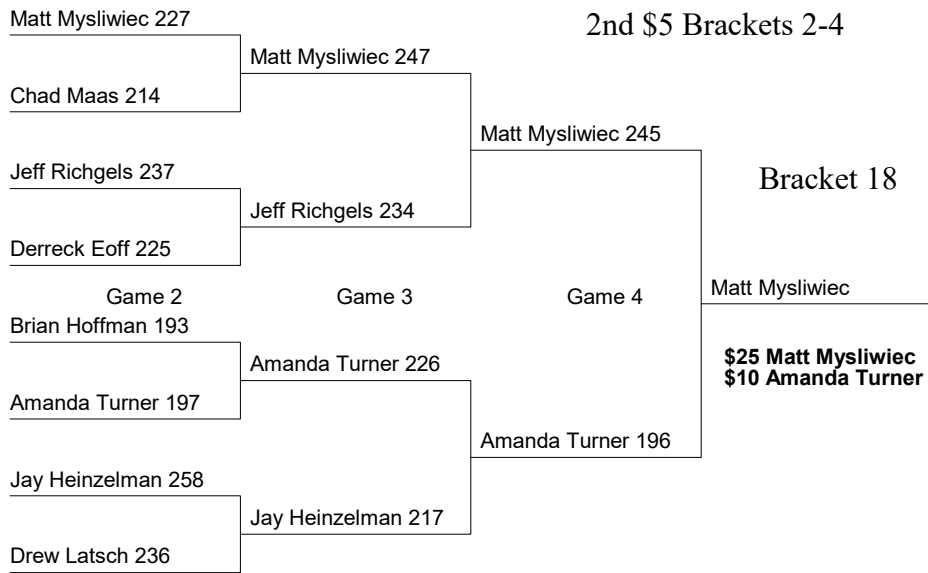 Matt Mysliwiec 227
2nd $5 Brackets 2-4
Matt Mysliwiec 247
Chad Maas 214
Matt Mysliwiec 245
Jeff Richgels 237
Bracket 18
Jeff Richgels 234
Derreck Eoff 225
Game 2
Game 3
Game 4
Matt Mysliwiec
Brian Hoffman 193
$25 Matt Mysliwiec
$10 Amanda Turner
Amanda Turner 226
Amanda Turner 197
Amanda Turner 196
Jay Heinzelman 258
Jay Heinzelman 217
Drew Latsch 236